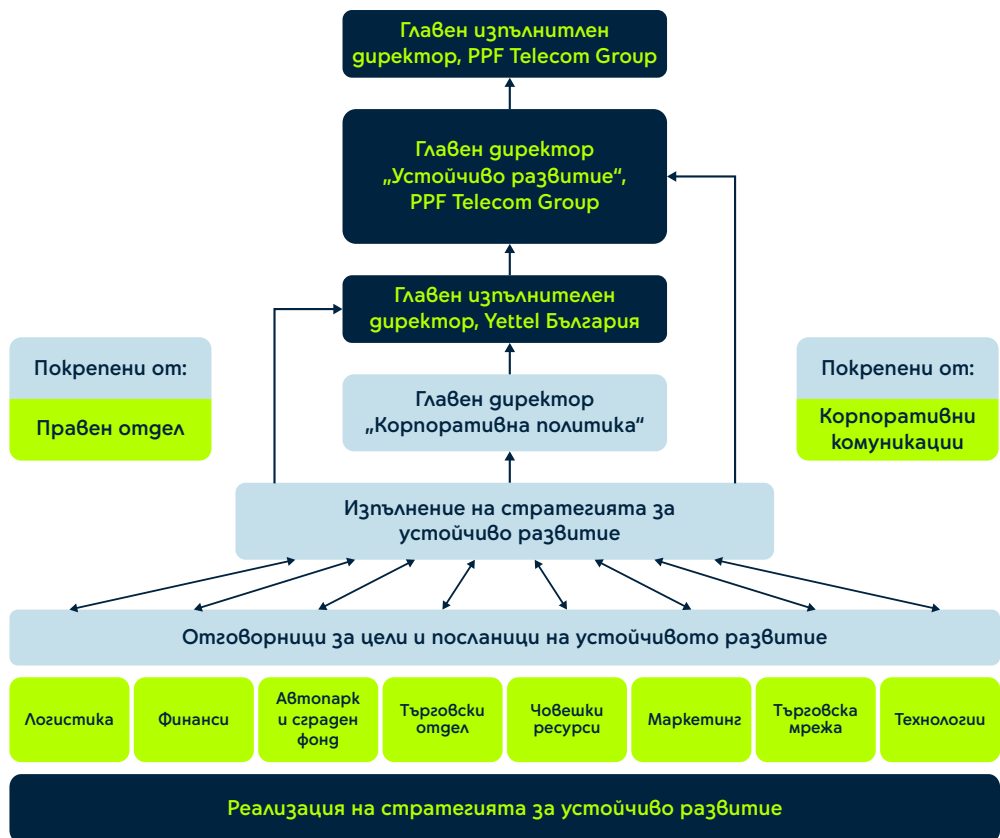 Главен изпълнитлен
директор, PPF Telecom Group
Главен директор
„Устойчиво развитие“,
PPF Telecom Group
Главен изпълнителен
директор, Yettel България
Покрепени от:
Правен отдел
Главен директор
„Корпоративна политика“
Покрепени от:
Корпоративни
комуникации
Изпълнение на стратегията за
устойчиво развитие
Отговорници за цели и посланици на устойчивото развитие
Логистика
Финанси
Автопарк
и сграден
фонд
Търговски
отдел
Човешки
ресурси
Маркетинг
Търговска
мрежа
Технологии
Реализация на стратегията за устойчиво развитие